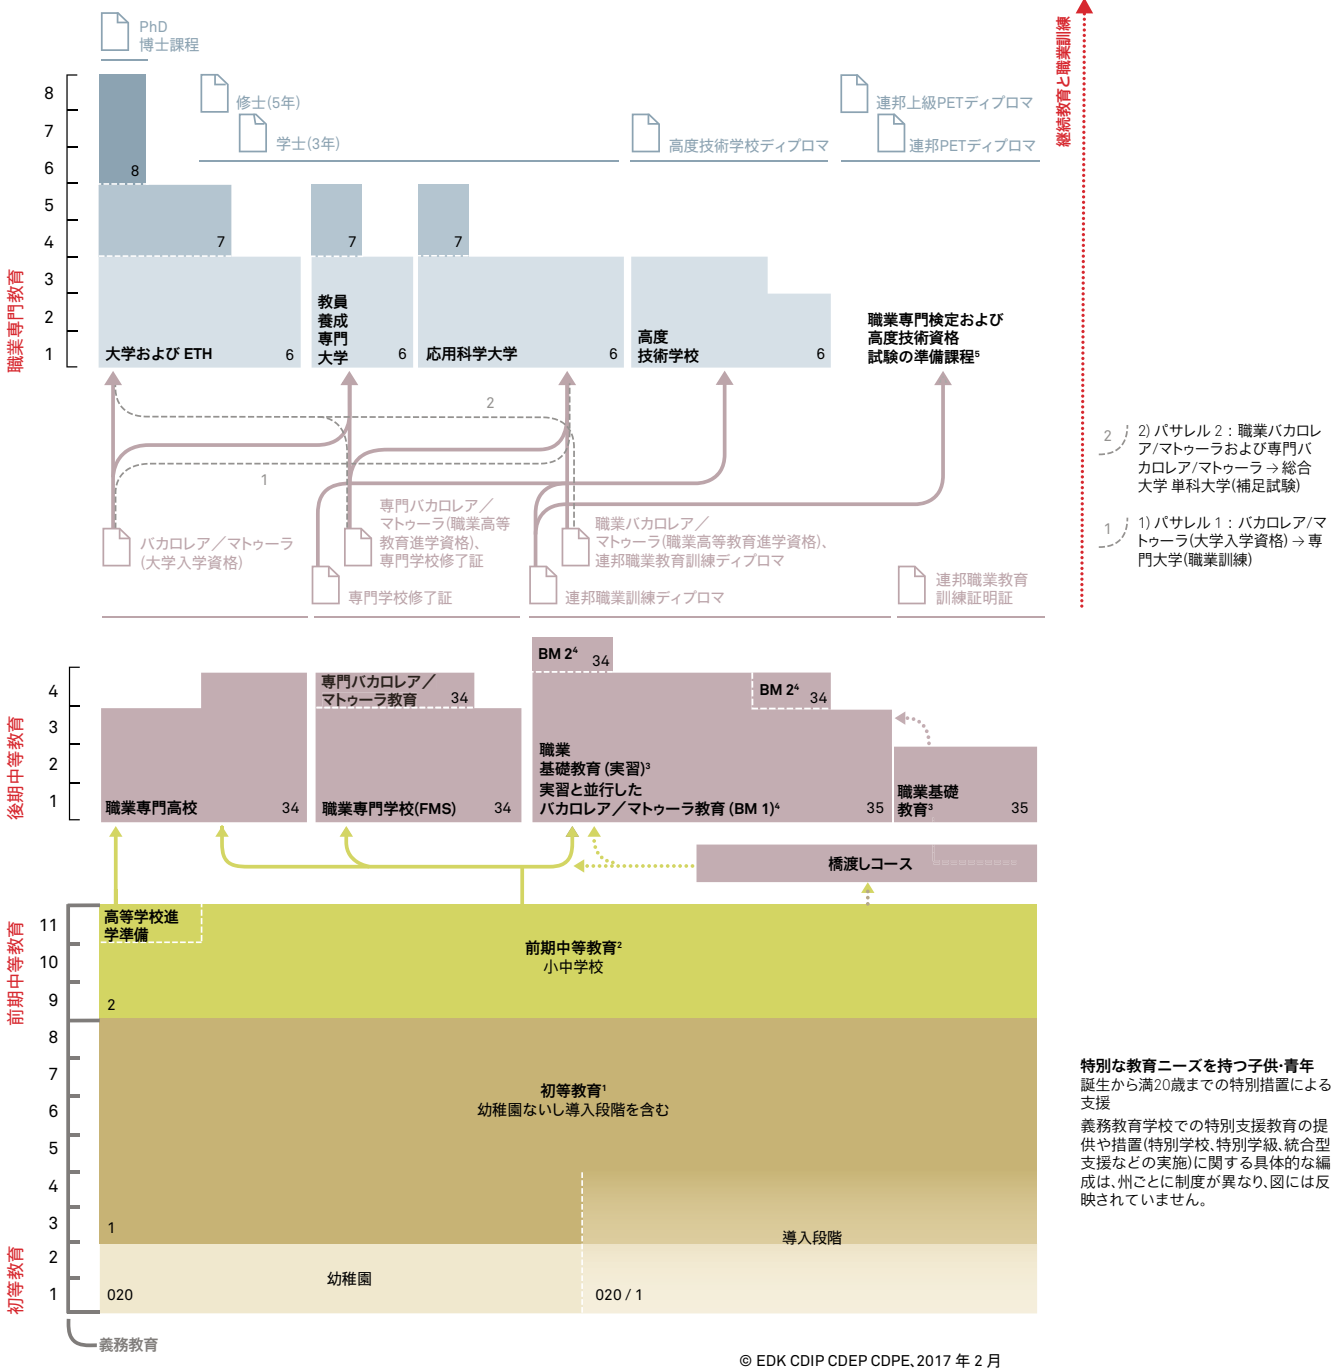 PhD
博士課程
修士(5年)
学士(3年)
高度技術学校ディプロマ
連邦上級PETディプロマ
連邦PETディプロマ
継続教育と職業訓練
職業専門教育
8
7
6
5
4
3
2
1
8
7
7
7
大学および ETH
6
教員
養成
専門
大学
6
応用科学大学
6
高度
技術学校
6
職業専門検定および
高度技術資格
試験の準備課程⁵
2
1
2
2) パサレル 2 : 職業バカロレ
ア/マトゥーラおよび専門バ
カロレア/マトゥーラ → 総合
大学 単科大学(補足試験)
1
1) パサレル 1 : バカロレア/マ
トゥーラ(大学入学資格) → 専
門大学(職業訓練)
バカロレア／マトゥーラ
(大学入学資格)
専門バカロレア／
マトゥーラ(職業高等
教育進学資格)、
専門学校修了証
職業バカロレア／
マトゥーラ(職業高等教育進学資格)、
連邦職業教育訓練ディプロマ
専門学校修了証
連邦職業訓練ディプロマ
連邦職業教育
訓練証明証
後期中等教育
4
3
2
1
職業専門高校
34
専門バカロレア／
マトゥーラ教育
34
職業専門学校(FMS)
34
BM 2⁴
34
BM 2⁴
34
職業
基礎教育 (実習)³
実習と並行した
バカロレア／マトゥーラ教育 (BM 1)⁴
35
職業基礎
教育³
35
橋渡しコース
前期中等教育
11
10
9
高等学校進
学準備
前期中等教育²
小中学校
2
初等教育
8
7
6
5
4
3
2
1
初等教育¹
幼稚園ないし導入段階を含む
1
導入段階
幼稚園
020
020 / 1
義務教育
特別な教育ニーズを持つ子供・青年
誕生から満20歳までの特別措置による
支援
義務教育学校での特別支援教育の提
供や措置(特別学校、特別学級、統合型
支援などの実施)に関する具体的な編
成は、州ごとに制度が異なり、図には反
映されていません。
© EDK CDIP CDEP CDPE、2017 年 2 月